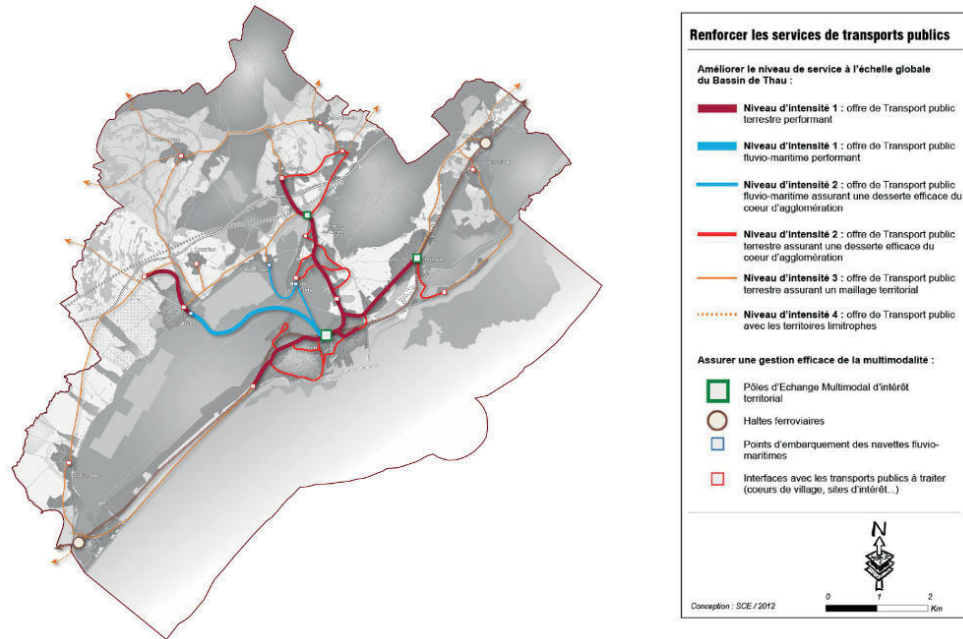 Renforcer les services de transports publics
Améliorer le niveau de service à l'échelle globale
du Bassin de Thau :
Niveau d'intensité 1 : offre de Transport public
terrestre performant
Niveau d'intensité 1 : offre de Transport public
fluvio-maritime performant
Niveau d'intensité 2 : offre de Transport public
fluvio-maritime assurant une desserte efficace du
coeur d'agglomération
Niveau d'intensité 2 : offre de Transport public
terrestre assurant une desserte efficace du
coeur d'agglomération
Niveau d'intensité 3 : offre de Transport public
terrestre assurant un maillage territorial
Niveau d'intensité 4 : offre de Transport public
avec les territoires limitrophes
Assurer une gestion efficace de la multimodalité :
Pôles d'Echange Multimodal d'intérêt
territorial
Haltes ferroviaires
Points d'embarquement des navettes fluvio-
maritimes
Interfaces avec les transports publics à traiter
(coeurs de village, sites d'intérêt...)
N
0 1 2
Km
Conception : SCE / 2012